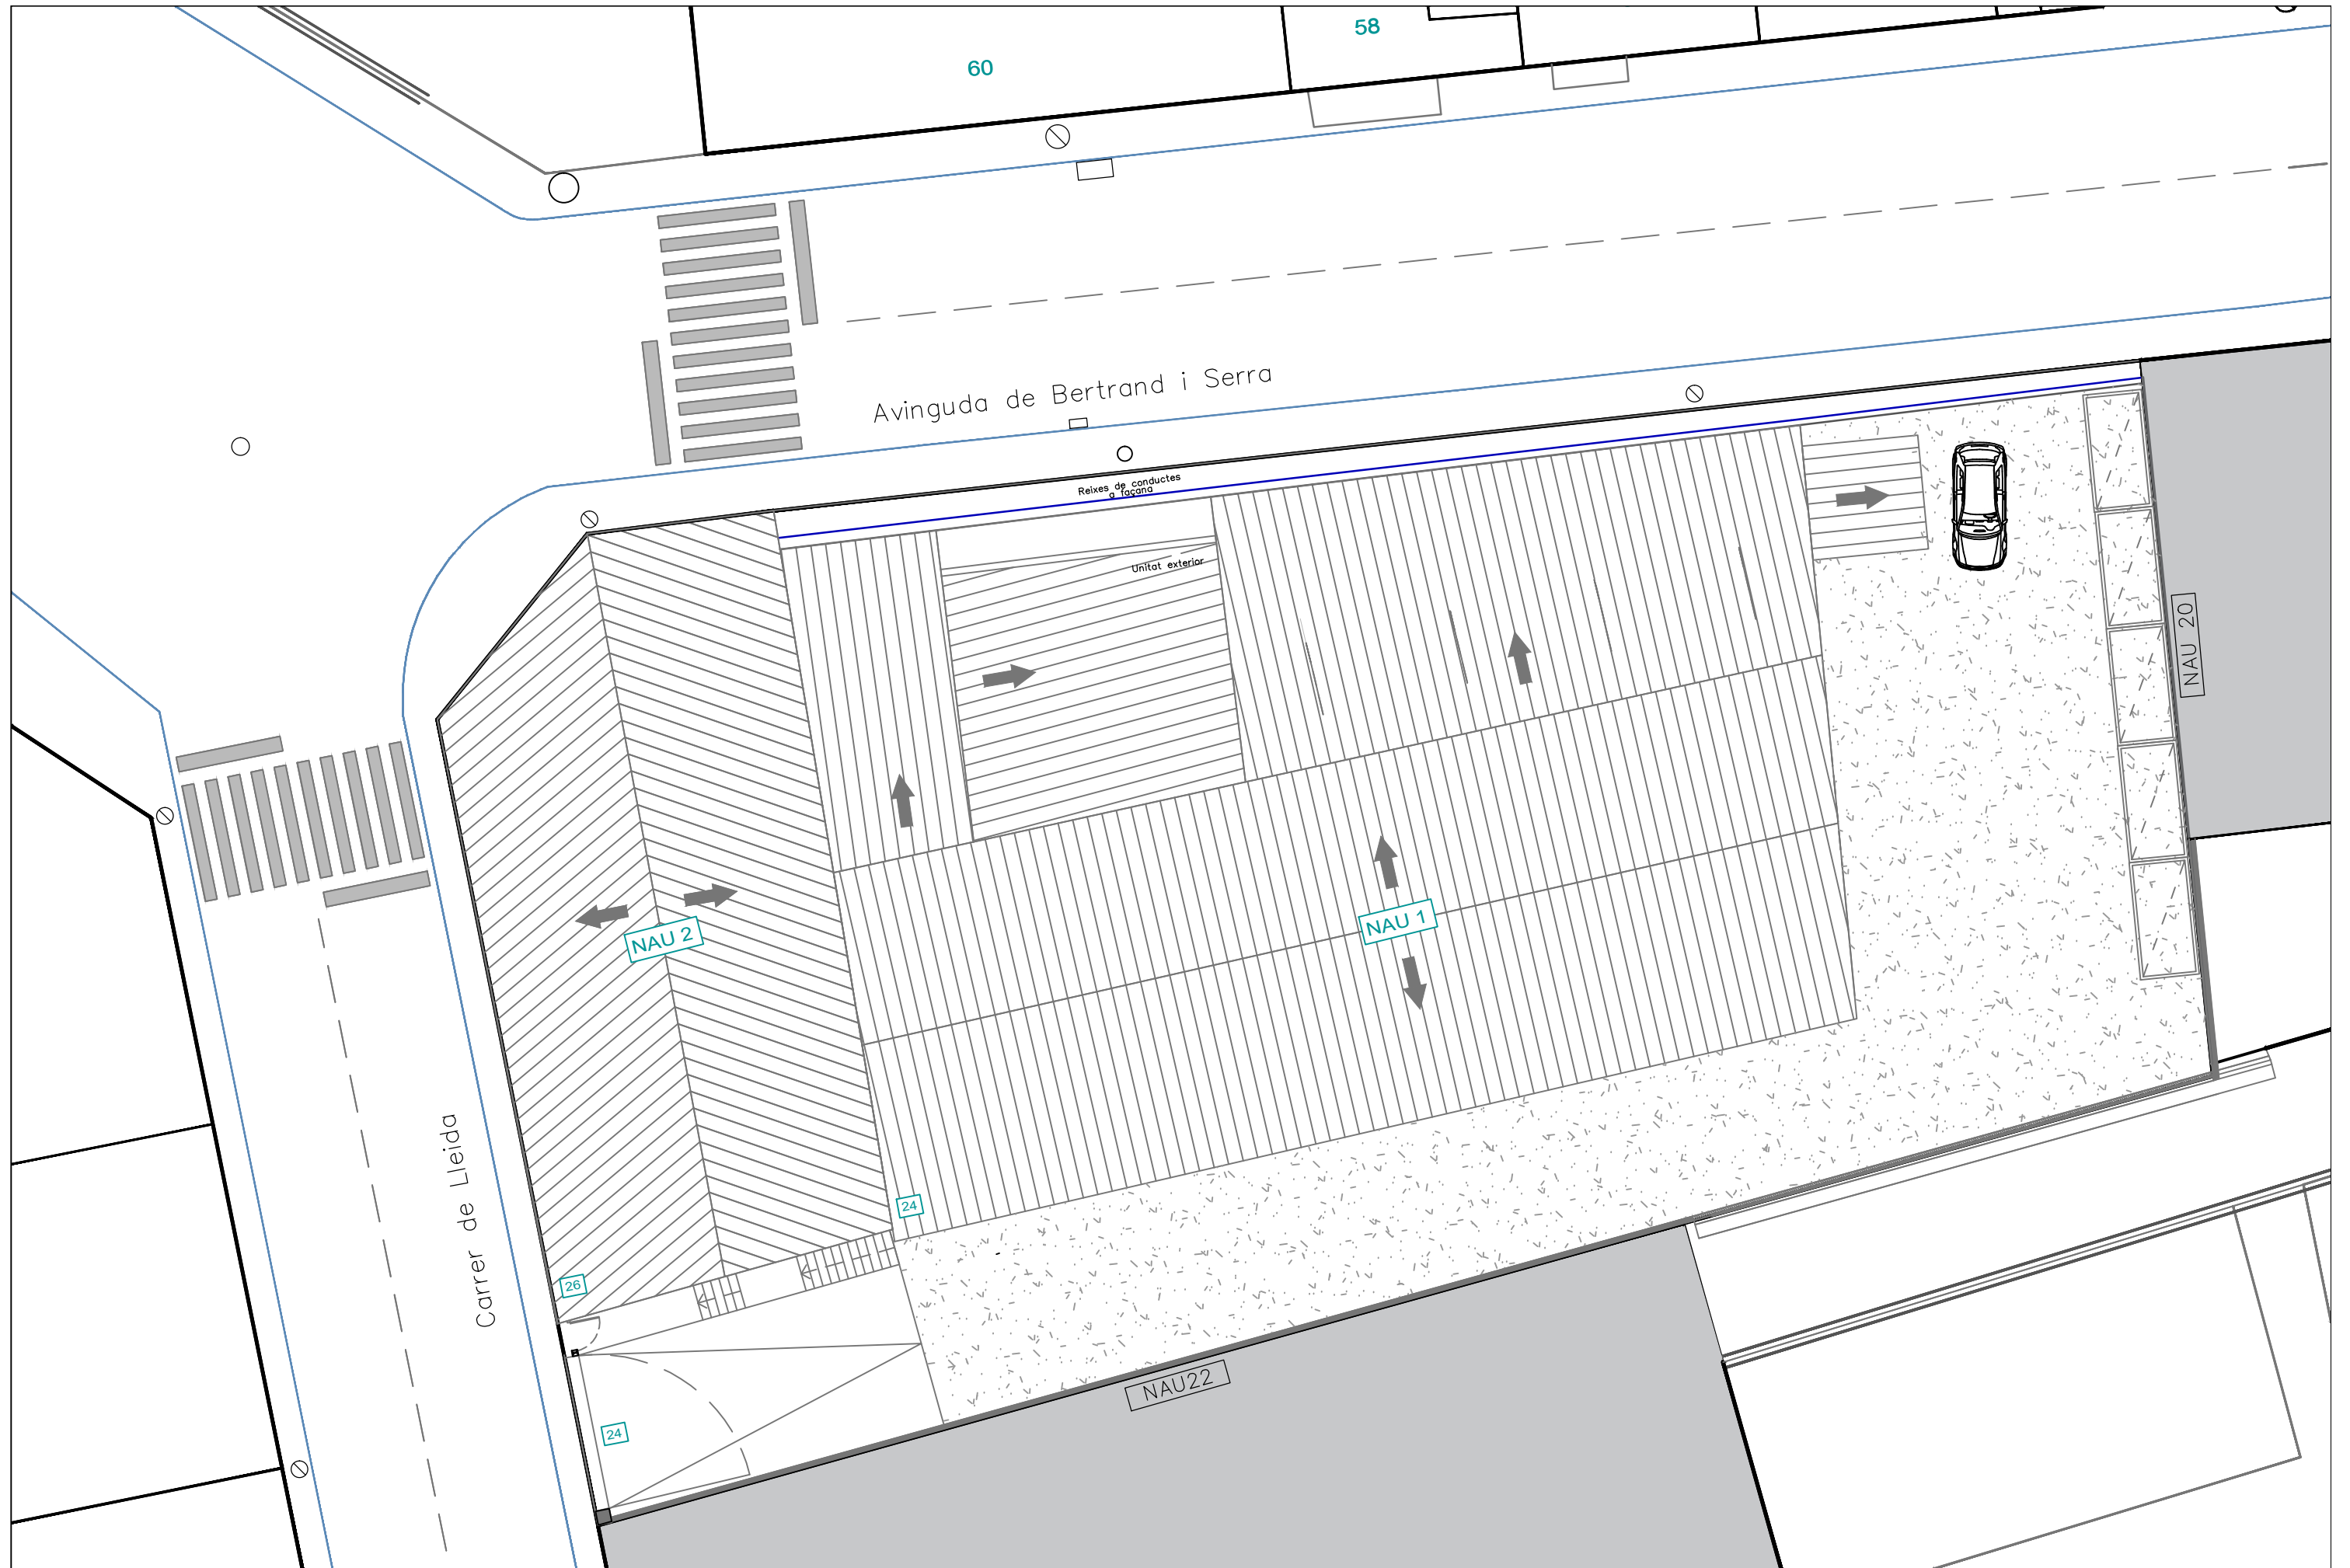 58
60
Avinguda de Bertrand i Serra
Reixes de conductes
a façana
Unitat exterior
NAU 20
NAU 2
NAU 1
Carrer de Lleida
24
26
NAU22
24